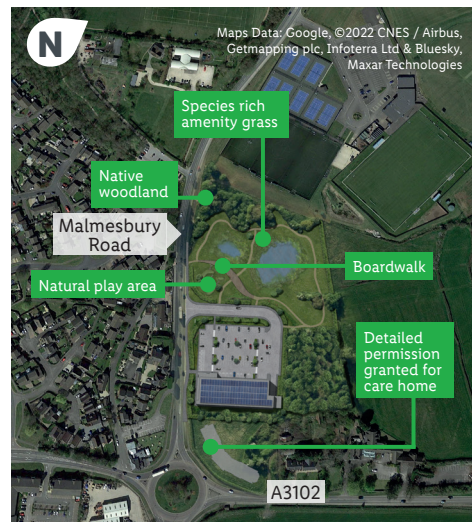 N
Maps Data: Google, ©2022 CNES / Airbus,
Getmapping plc, Infoterra Ltd & Bluesky,
Maxar Technologies
Species rich
amenity grass
Native
woodland
Malmesbury
Road
Boardwalk
Natural play area
Detailed
permission
granted for
care home
A3102